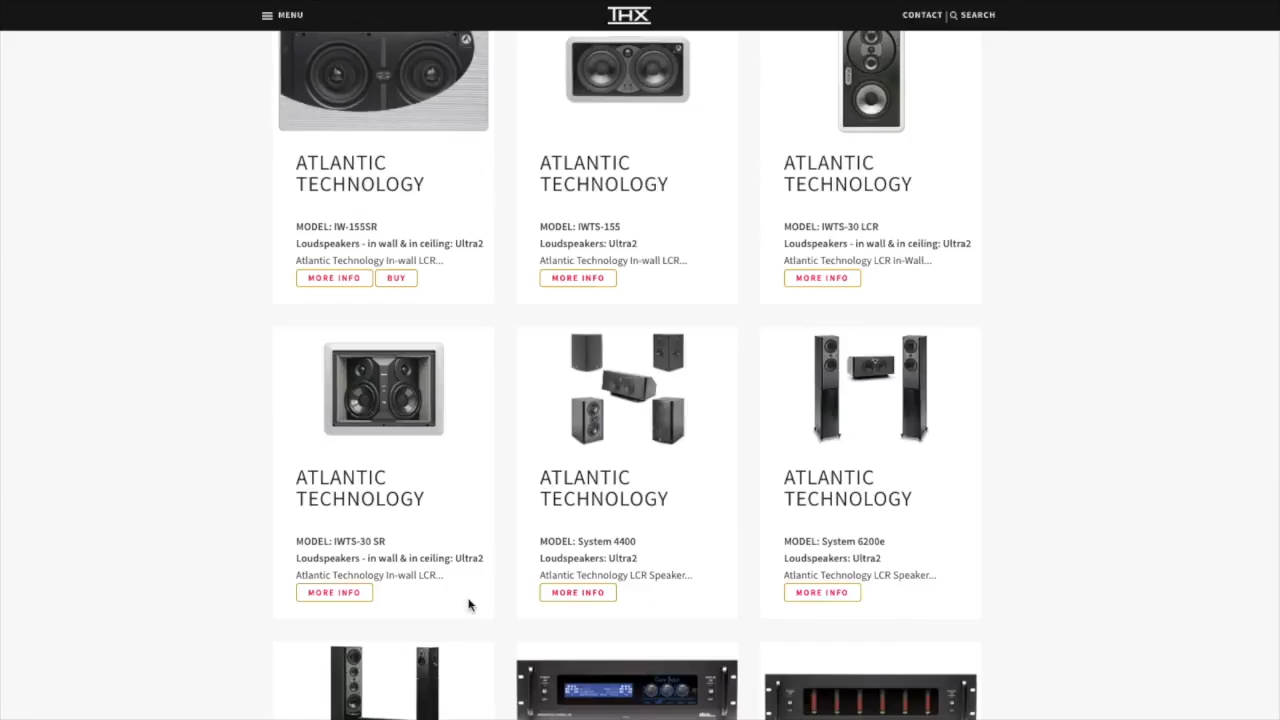 MENU
THX
CONTACT | SEARCH
ATLANTIC
TECHNOLOGY
MODEL: IW-155SR
Loudspeakers - in wall & in ceiling: Ultra2
Atlantic Technology In-wall LCR...
MORE INFO
BUY
ATLANTIC
TECHNOLOGY
MODEL: IWTS-155
Loudspeakers: Ultra2
Atlantic Technology In-wall LCR...
MORE INFO
ATLANTIC
TECHNOLOGY
MODEL: IWTS-30 LCR
Loudspeakers - in wall & in ceiling: Ultra2
Atlantic Technology LCR In-Wall...
MORE INFO
ATLANTIC
TECHNOLOGY
MODEL: IWTS-30 SR
Loudspeakers - in wall & in ceiling: Ultra2
Atlantic Technology In-wall LCR...
MORE INFO
ATLANTIC
TECHNOLOGY
MODEL: System 4400
Loudspeakers: Ultra2
Atlantic Technology LCR Speaker...
MORE INFO
ATLANTIC
TECHNOLOGY
MODEL: System 6200e
Loudspeakers: Ultra2
Atlantic Technology LCR Speaker...
MORE INFO